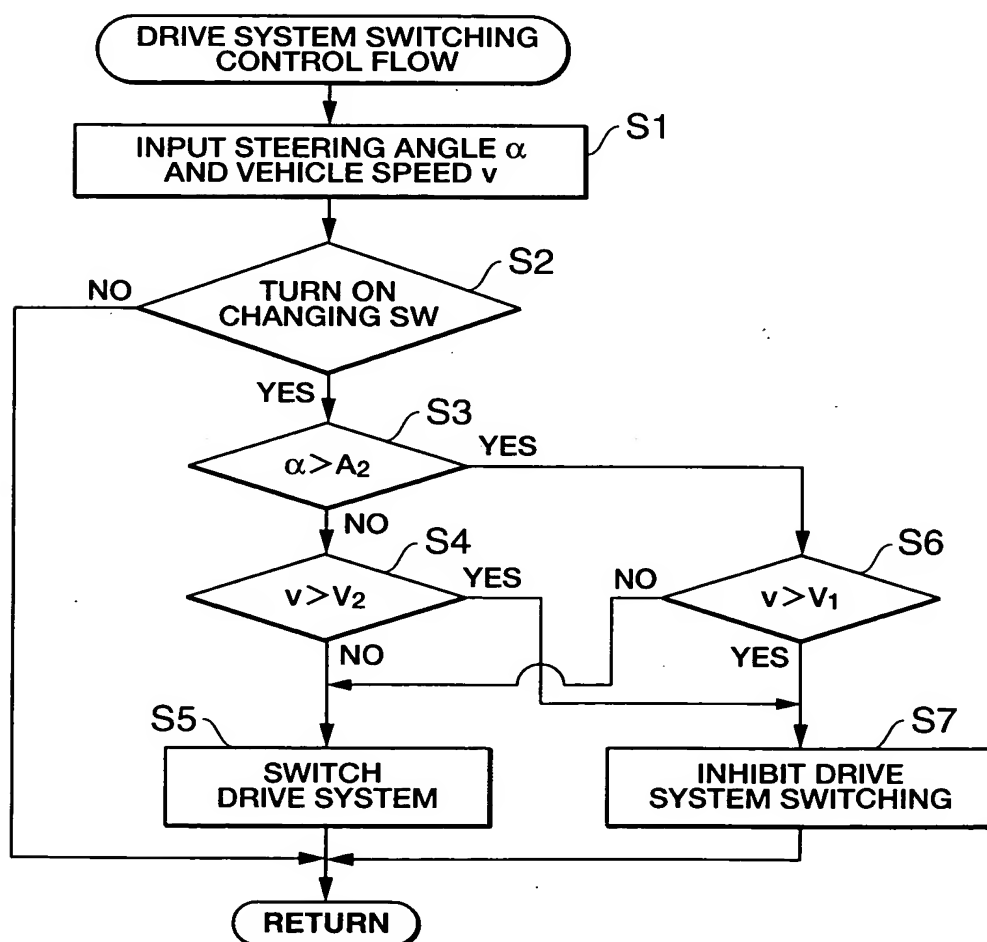 DRIVE SYSTEM SWITCHING
CONTROL FLOW
S1
INPUT STEERING ANGLE α
AND VEHICLE SPEED v
S2
NO
TURN ON
CHANGING SW
YES
S3
YES
α>A₂
NO
S4
YES
v>V₂
NO
S6
NO
v>V₁
YES
S5
SWITCH
DRIVE SYSTEM
S7
INHIBIT DRIVE
SYSTEM SWITCHING
RETURN